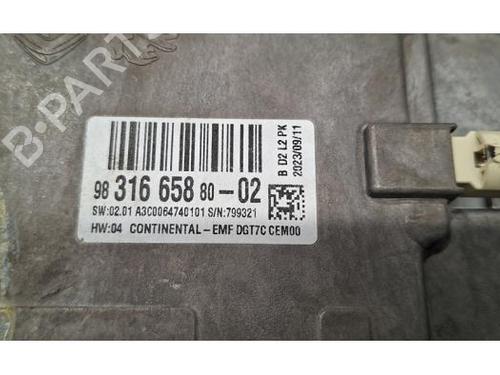 B-PARTS
B D2 L2 PK
2023/09/11
98 316 658 80-02
SW:02.01 A3C0064740101 S/N:799321
HW:04 CONTINENTAL-EMF DGT7C CEM00